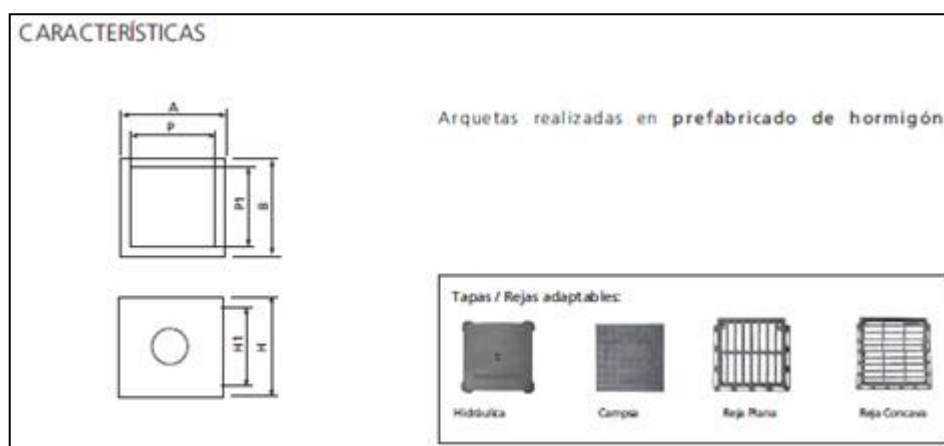 CARACTERÍSTICAS
A
P
P1
B
H1
H
Arquetas realizadas en prefabricado de hormigón
Tapas / Rejas adaptables:
Hidráulica
Campsa
Reja Plana
Reja Concava